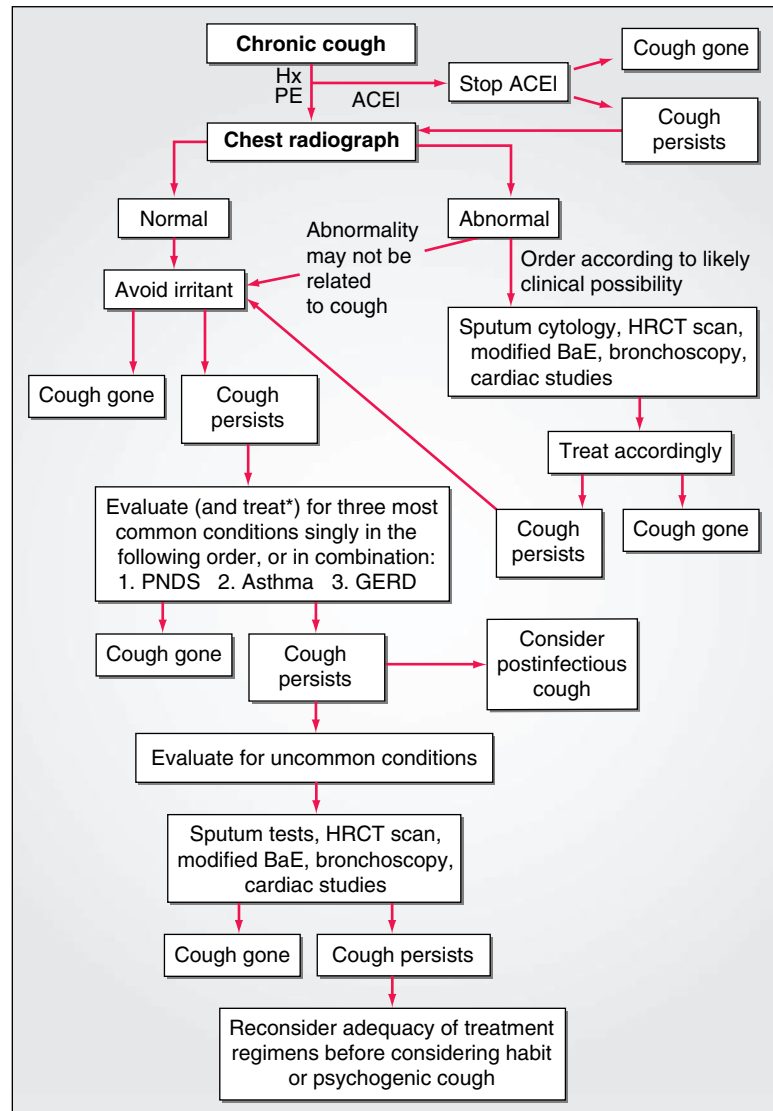 Chronic cough
Hx
PE
ACEI
Stop ACEI
Cough gone
Cough
persists
Chest radiograph
Normal
Abnormal
Abnormality
may not be
related
to cough
Order according to likely
clinical possibility
Avoid irritant
Sputum cytology, HRCT scan,
modified BaE, bronchoscopy,
cardiac studies
Cough gone
Cough
persists
Treat accordingly
Cough
persists
Cough gone
Evaluate (and treat*) for three most
common conditions singly in the
following order, or in combination:
1. PNDS 2. Asthma 3. GERD
Cough gone
Cough
persists
Consider
postinfectious
cough
Evaluate for uncommon conditions
Sputum tests, HRCT scan,
modified BaE, bronchoscopy,
cardiac studies
Cough gone
Cough persists
Reconsider adequacy of treatment
regimens before considering habit
or psychogenic cough